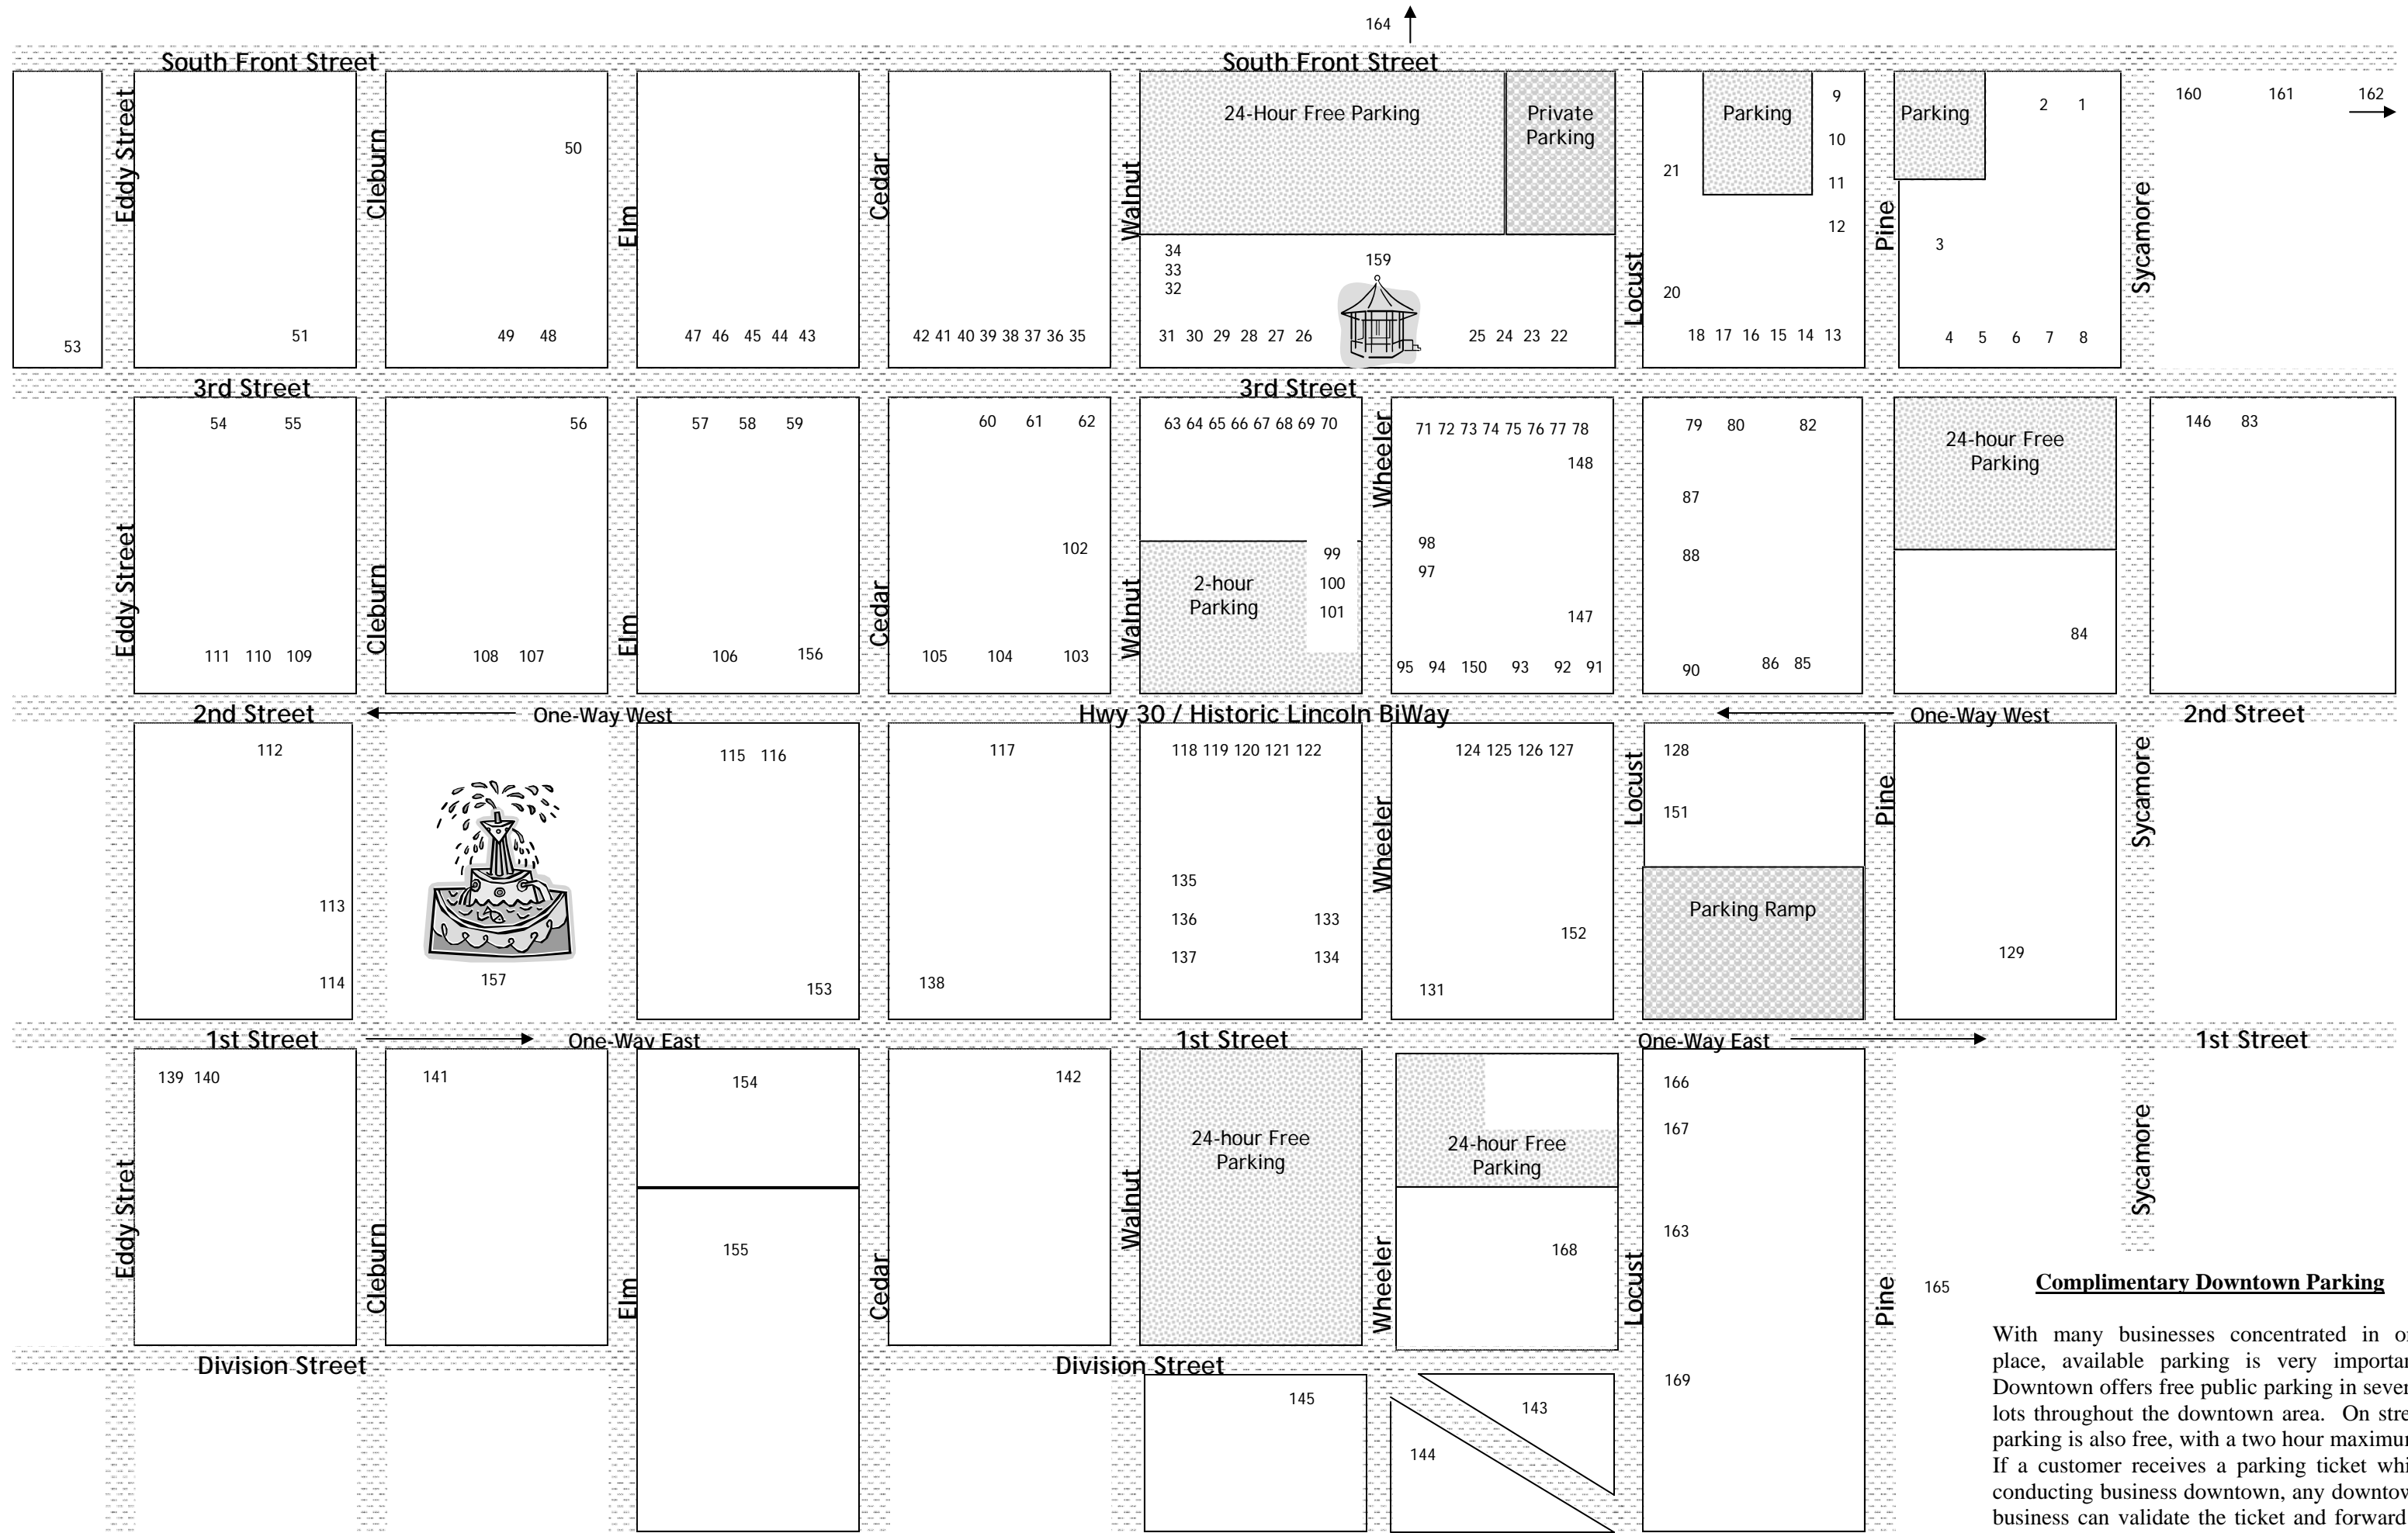 164
South Front Street
South Front Street
24-Hour Free Parking
Private
Parking
Parking
Parking
9
10
11
12
2 1
160 161 162
Eddy Street
Cleburn
Elm
Cedar
Walnut
Locust
Pine
Sycamore
50
21
20
3
34
33
32
159
53
51
49 48
47 46 45 44 43
42 41 40 39 38 37 36 35
31 30 29 28 27 26
25 24 23 22
18 17 16 15 14 13
4 5 6 7 8
3rd Street
3rd Street
54 55
56
57 58 59
60 61 62
63 64 65 66 67 68 69 70
Wheeler
71 72 73 74 75 76 77 78
148
79 80 82
24-hour Free
Parking
146 83
87
88
98
97
147
102
99
100
101
2-hour
Parking
84
Eddy Street
Cleburn
Elm
Cedar
Walnut
111 110 109
108 107
106 156
105 104 103
95 94 150 93 92 91
90 86 85
2nd Street
One-Way West
Hwy 30 / Historic Lincoln BiWay
One-Way West
2nd Street
112
115 116
117
118 119 120 121 122
124 125 126 127
128
151
Wheeler
Locust
Pine
Sycamore
113
114
157
153
138
135
136
137
133
134
152
131
Parking Ramp
129
1st Street
One-Way East
1st Street
One-Way East
1st Street
139 140
141
154
142
166
167
24-hour Free
Parking
24-hour Free
Parking
155
168
163
165
Eddy Stret
Cleburn
Elm
Cedar
Walnut
Wheeler
Locust
Pine
Sycamore
Division Street
Division Street
145
143
144
169
Complimentary Downtown Parking
With many businesses concentrated in
place, available parking is very
Downtown offers free public parking in
lots throughout the downtown area. On
parking is also free, with a two hour
If a customer receives a parking ticket
conducting business downtown, any
business can validate the ticket and